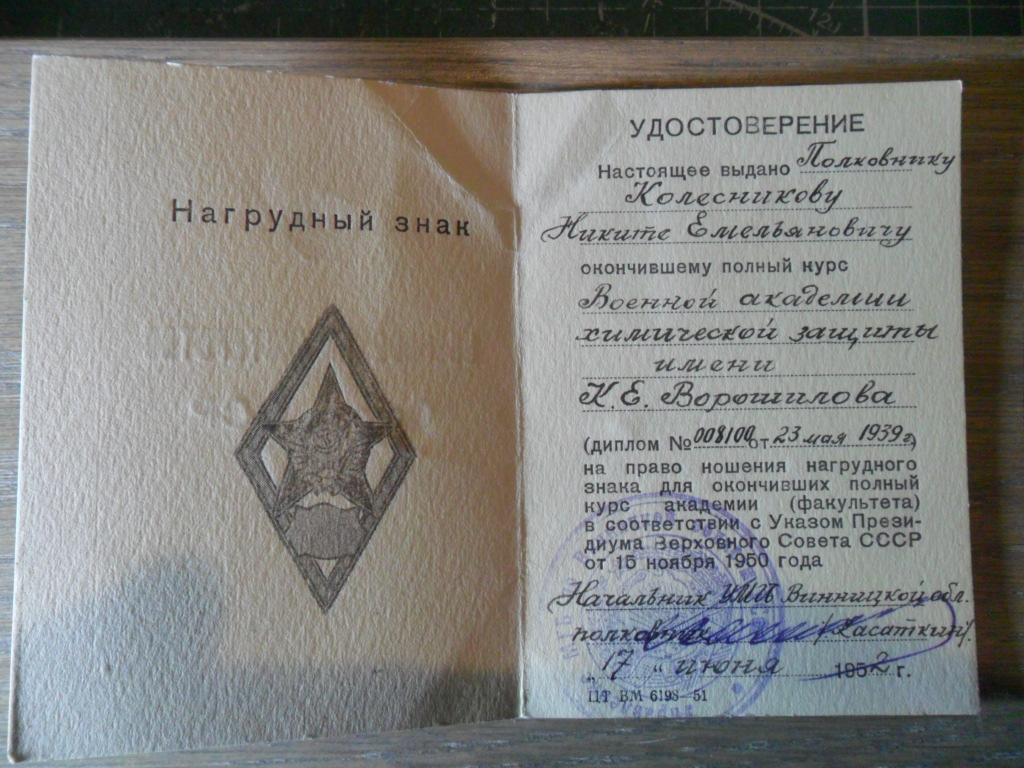 Нагрудный знак
УДОСТОВЕРЕНИЕ
Настоящее выдано Полковнику
Колесникову
Никите Емельяновичу
окончившему полный курс
Военной академии
химической защиты
имени
К. Е. Ворошилова
(диплом № 008100 от 23 мая 1939 г)
на право ношения нагрудного
знака для окончивших полный
курс академии (факультета)
в соответствии с Указом Прези-
диума Верховного Совета СССР
от 15 ноября 1950 года
Начальник УМГБ Винницкой обл.
полковник (Касаткин).
„17" июня 1952 г.
ЦТ ВМ 6198—51